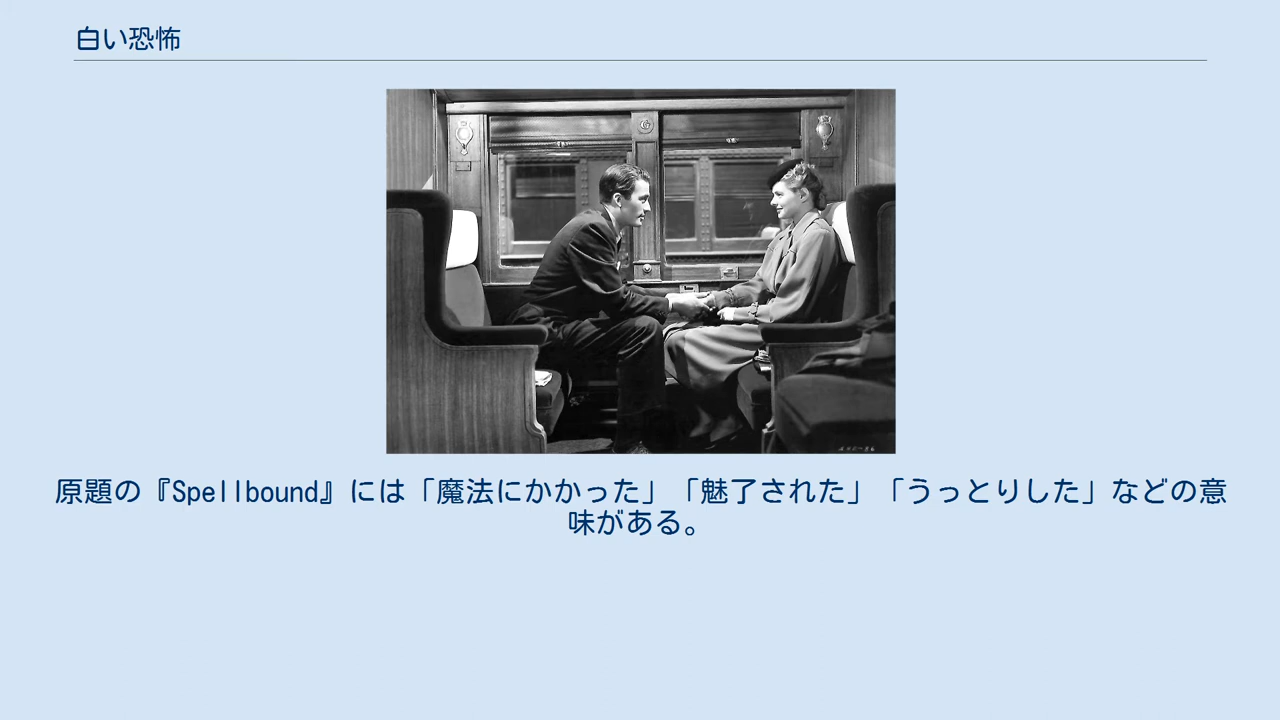 白い恐怖
原題の『Spellbound』には「魔法にかかった」「魅了された」「うっとりした」などの意
味がある。